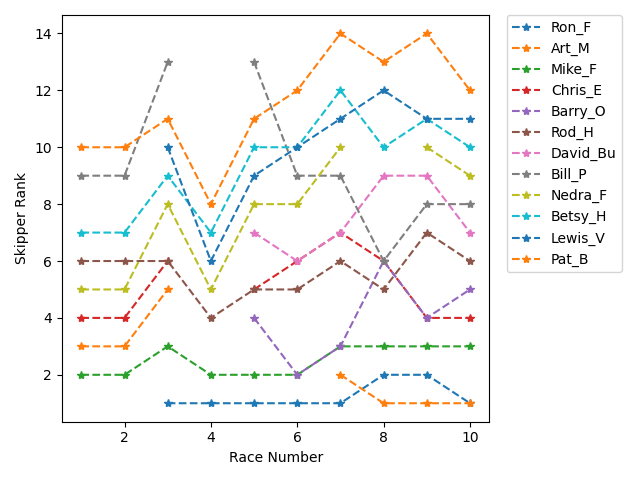 14
12
10
8
6
4
2
Skipper Rank
2 4 6 8 10
Race Number
Ron_F
Art_M
Mike_F
Chris_E
Barry_O
Rod_H
David_Bu
Bill_P
Nedra_F
Betsy_H
Lewis_V
Pat_B